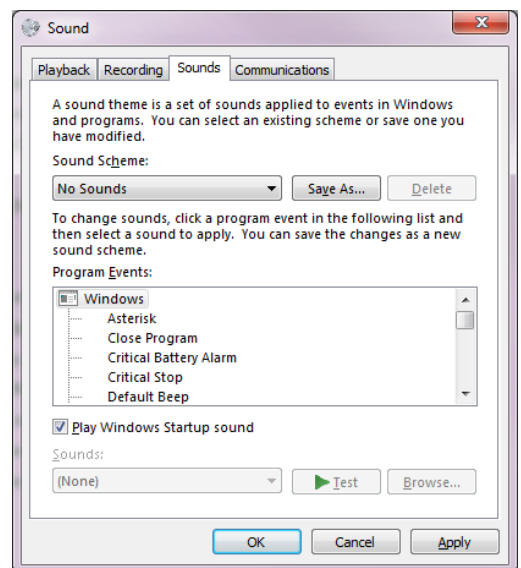 Sound
Playback Recording Sounds Communications
A sound theme is a set of sounds applied to events in Windows
and programs. You can select an existing scheme or save one you
have modified.
Sound Scheme:
No Sounds Save As... Delete
To change sounds, click a program event in the following list and
then select a sound to apply. You can save the changes as a new
sound scheme.
Program Events:
Windows
Asterisk
Close Program
Critical Battery Alarm
Critical Stop
Default Beep
Play Windows Startup sound
Sounds:
(None) Test Browse...
OK Cancel Apply